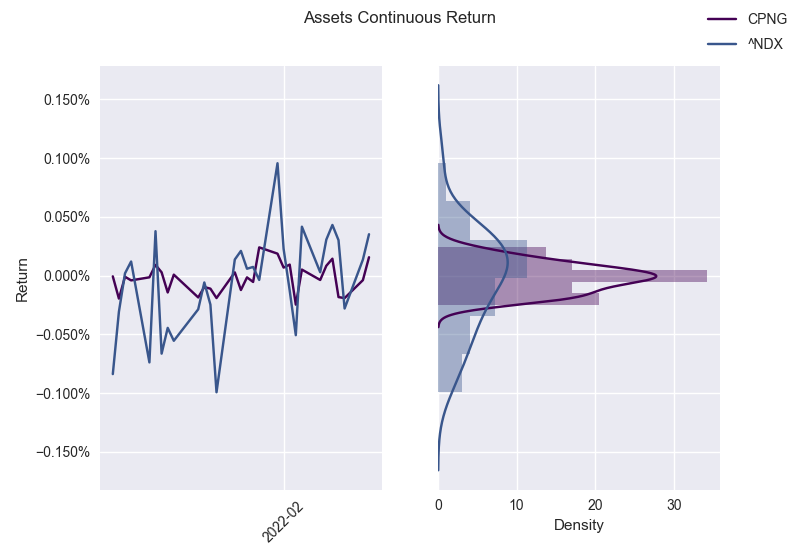 Assets Continuous Return
CPNG
^NDX
Return
0.150%
0.100%
0.050%
0.000%
−0.050%
−0.100%
−0.150%
2022-02
0 10 20 30
Density